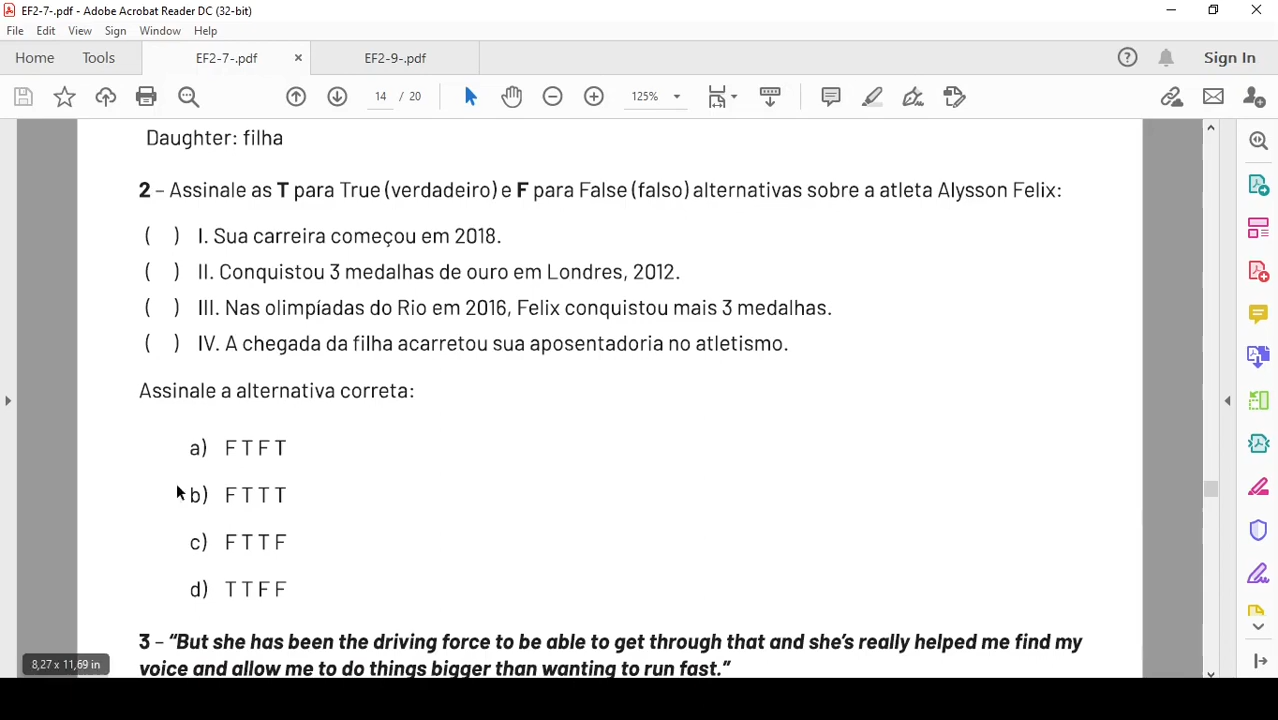 EF2-7-.pdf - Adobe Acrobat Reader DC (32-bit)
File Edit View Sign Window Help
Home Tools EF2-7-.pdf × EF2-9-.pdf Sign In
14 / 20 125%
Daughter: filha
2 – Assinale as T para True (verdadeiro) e F para False (falso) alternativas sobre a atleta Alysson Felix:
( ) I. Sua carreira começou em 2018.
( ) II. Conquistou 3 medalhas de ouro em Londres, 2012.
( ) III. Nas olimpíadas do Rio em 2016, Felix conquistou mais 3 medalhas.
( ) IV. A chegada da filha acarretou sua aposentadoria no atletismo.
Assinale a alternativa correta:
a) F T F T
b) F T T T
c) F T T F
d) T T F F
3 – “But she has been the driving force to be able to get through that and she’s really helped me find my
voice and allow me to do things bigger than wanting to run fast.”
8,27 x 11,69 in